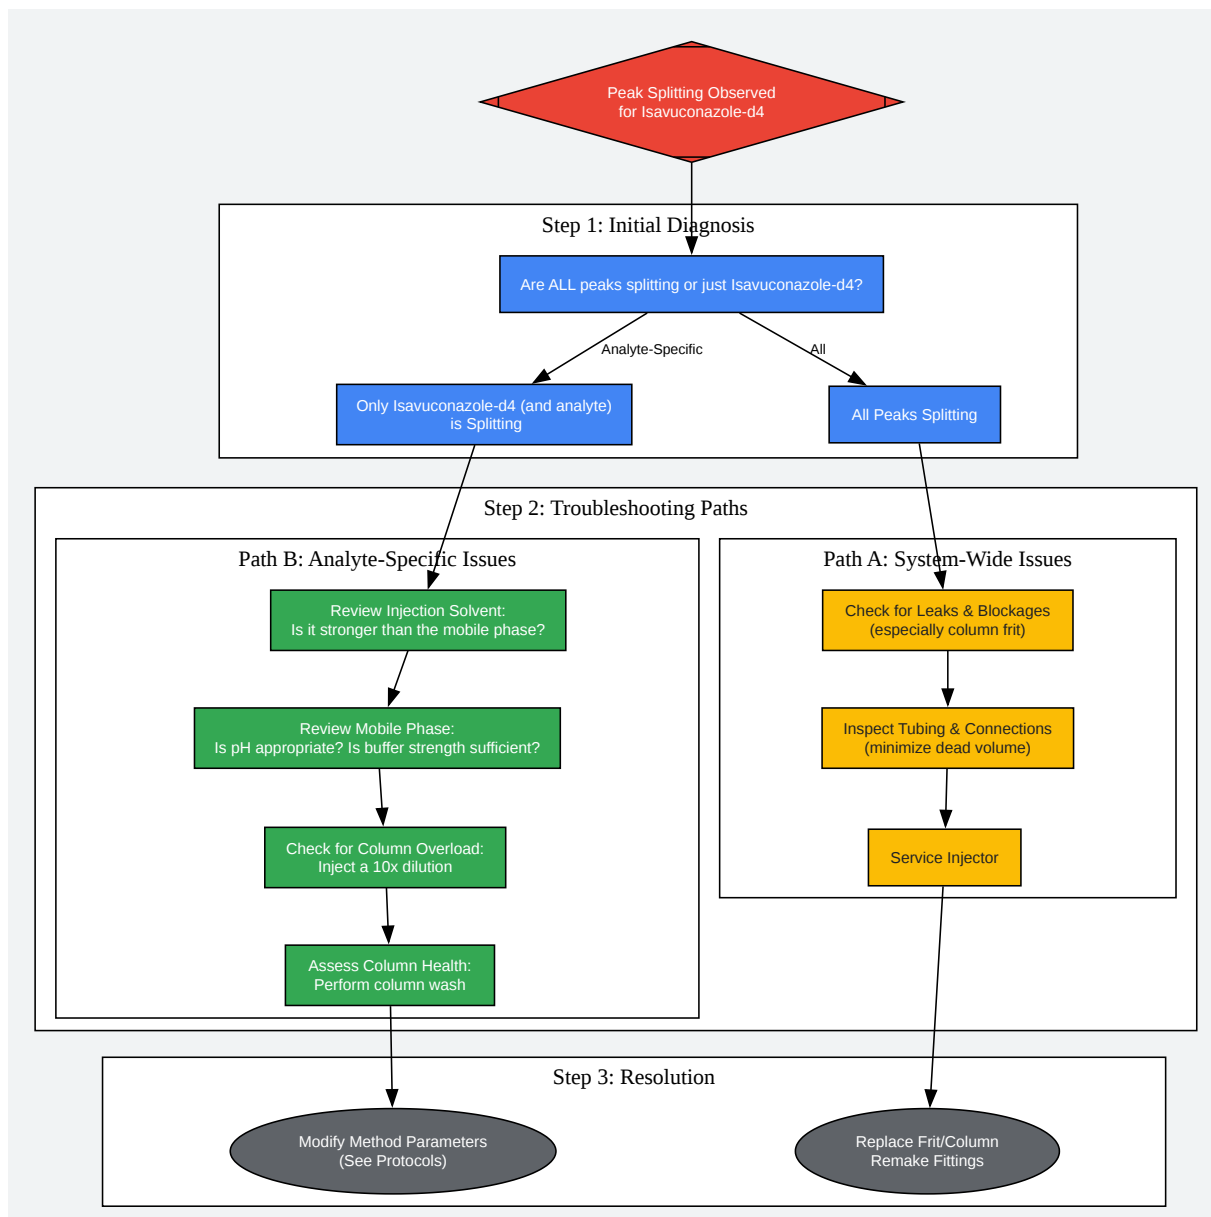 Peak Splitting Observed
for Isavuconazole-d4
Step 1: Initial Diagnosis
Are ALL peaks splitting or just Isavuconazole-d4?
Analyte-Specific
All
Only Isavuconazole-d4 (and analyte)
is Splitting
All Peaks Splitting
Step 2: Troubleshooting Paths
Path B: Analyte-Specific Issues
Review Injection Solvent:
Is it stronger than the mobile phase?
Review Mobile Phase:
Is pH appropriate? Is buffer strength sufficient?
Check for Column Overload:
Inject a 10x dilution
Assess Column Health:
Perform column wash
Path A: System-Wide Issues
Check for Leaks & Blockages
(especially column frit)
Inspect Tubing & Connections
(minimize dead volume)
Service Injector
Step 3: Resolution
Modify Method Parameters
(See Protocols)
Replace Frit/Column
Remake Fittings